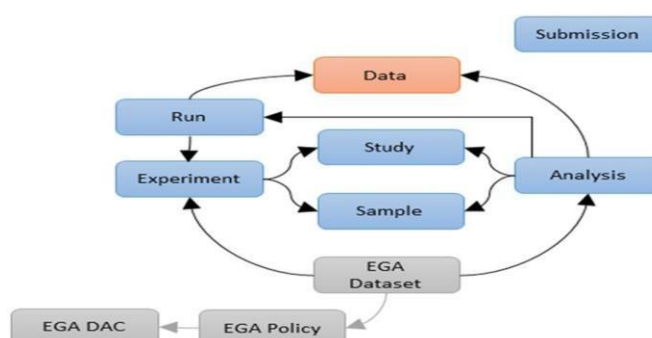 Submission
Data
Run
Study
Experiment
Analysis
Sample
EGA
Dataset
EGA DAC
EGA Policy